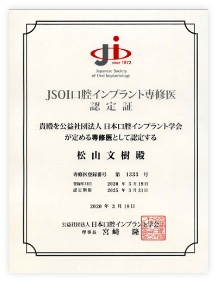 since 1972
Japanese Society
of Oral Implantology
JSOI口腔インプラント専修医
認定証
貴殿を公益社団法人 日本口腔インプラント学会
が定める専修医として認定する
松山文樹 殿
専修医登録番号 第 1333 号
登録年月日 2020 年 3 月 19 日
認定期限 2025 年 3 月 31 日
2020 年 3 月 19 日
公益社団法人 日本口腔インプラント学会
理事長 宮崎 隆